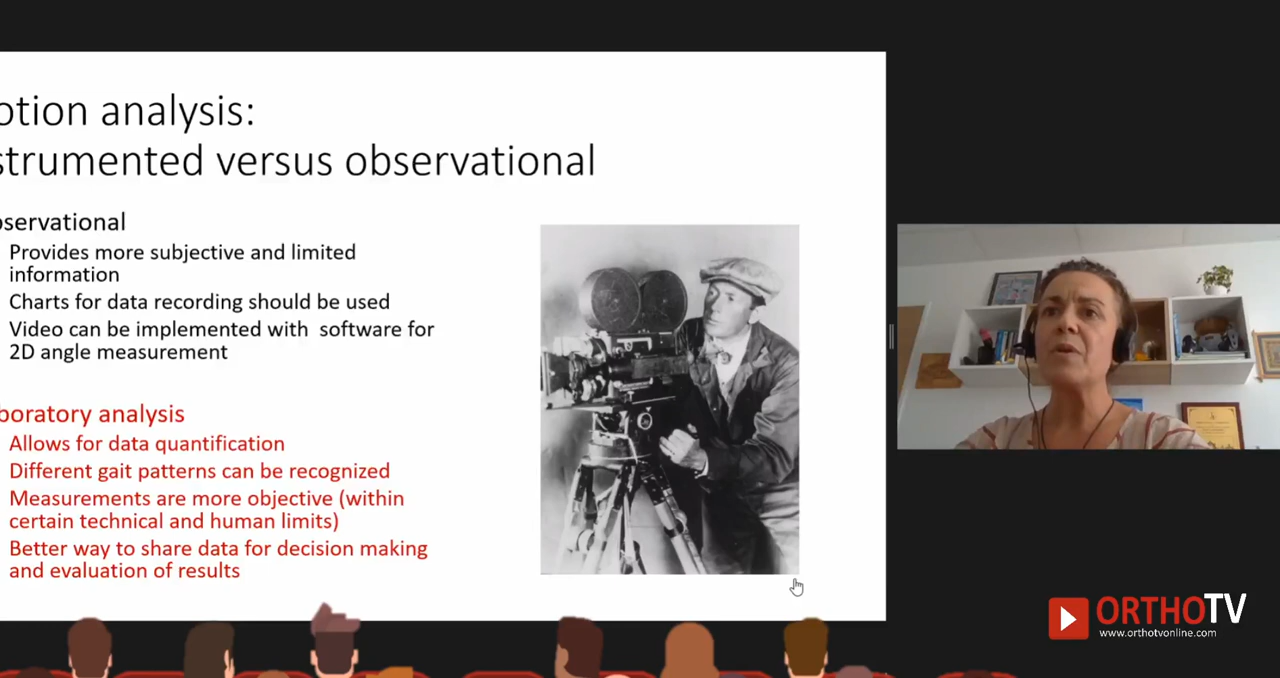 otion analysis:
strumented versus observational
bservational
Provides more subjective and limited
information
Charts for data recording should be used
Video can be implemented with software for
2D angle measurement
boratory analysis
Allows for data quantification
Different gait patterns can be recognized
Measurements are more objective (within
certain technical and human limits)
Better way to share data for decision making
and evaluation of results
ORTHOTV
www.orthotvonline.com